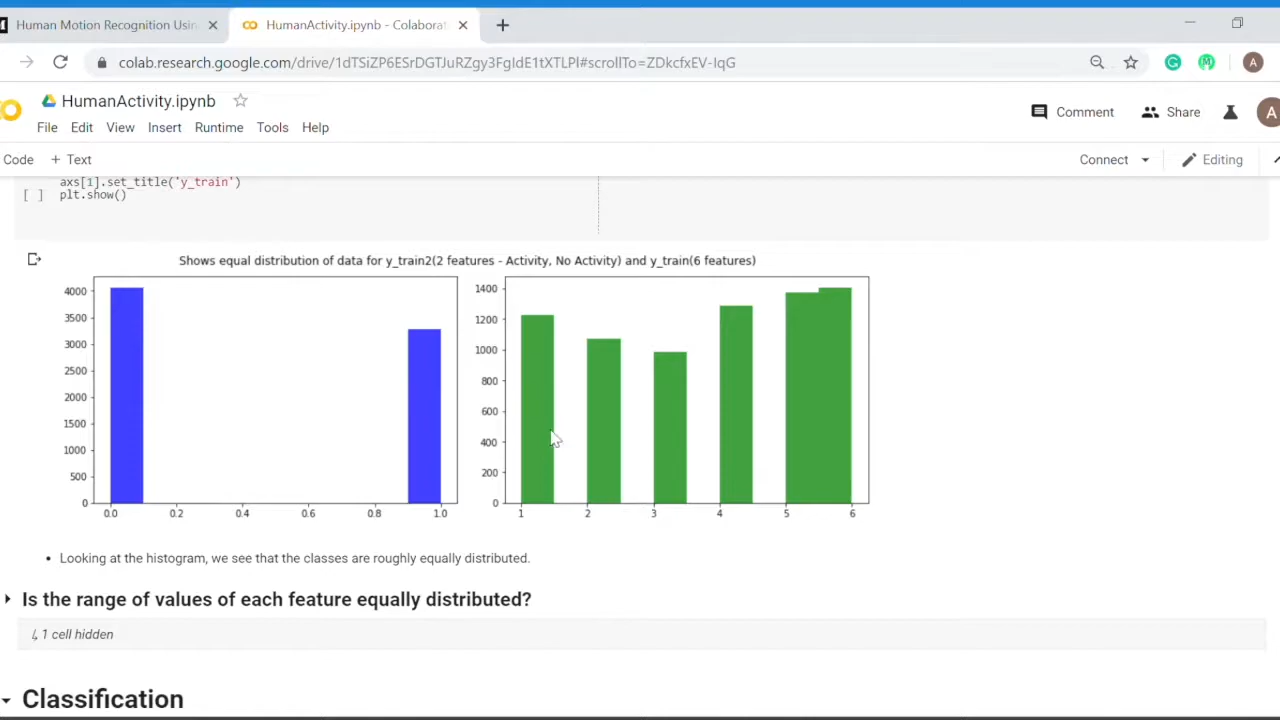 Human Motion Recognition Usin
HumanActivity.ipynb - Colaborat
colab.research.google.com/drive/1dTSiZP6ESrDGTJuRZgy3FgIdE1tXTLPl#scrollTo=ZDkcfxEV-IqG
A
HumanActivity.ipynb
File Edit View Insert Runtime Tools Help
Comment Share A
Code + Text
Connect Editing
axs[1].set_title('y_train')
[ ] plt.show()
Shows equal distribution of data for y_train2(2 features - Activity, No Activity) and y_train(6 features)
4000
3500
3000
2500
2000
1500
1000
500
0
0.0 0.2 0.4 0.6 0.8 1.0
1400
1200
1000
800
600
400
200
0
1 2 3 4 5 6
• Looking at the histogram, we see that the classes are roughly equally distributed.
Is the range of values of each feature equally distributed?
1 cell hidden
Classification